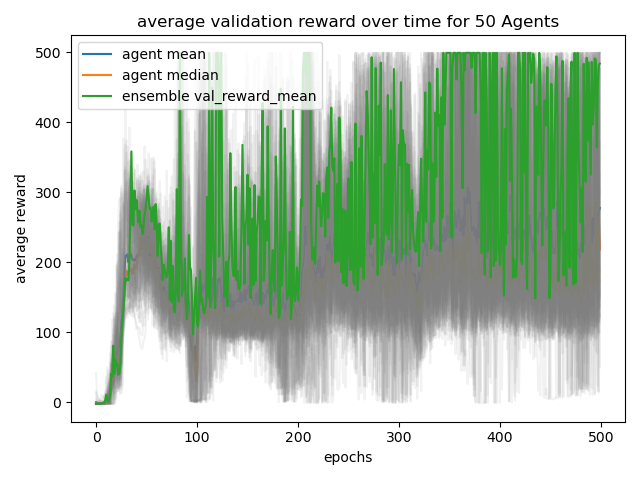 average validation reward over time for 50 Agents
agent mean
agent median
ensemble val_reward_mean
500
400
300
200
100
0
average reward
0 100 200 300 400 500
epochs